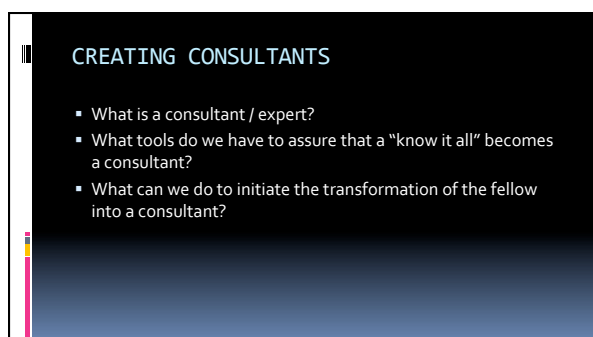 CREATING CONSULTANTS
▪ What is a consultant / expert?
▪ What tools do we have to assure that a “know it all” becomes
a consultant?
▪ What can we do to initiate the transformation of the fellow
into a consultant?